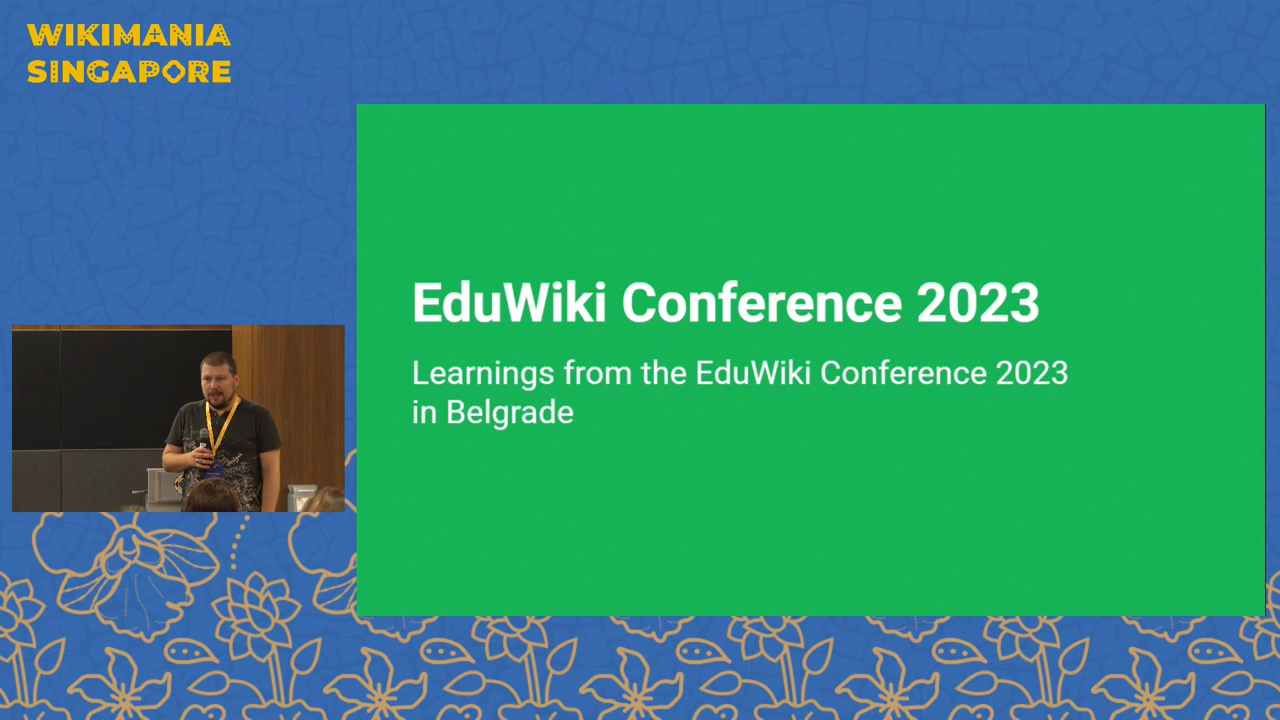 WIKIMANIA
SINGAPORE
EduWiki Conference 2023
Learnings from the EduWiki Conference 2023
in Belgrade